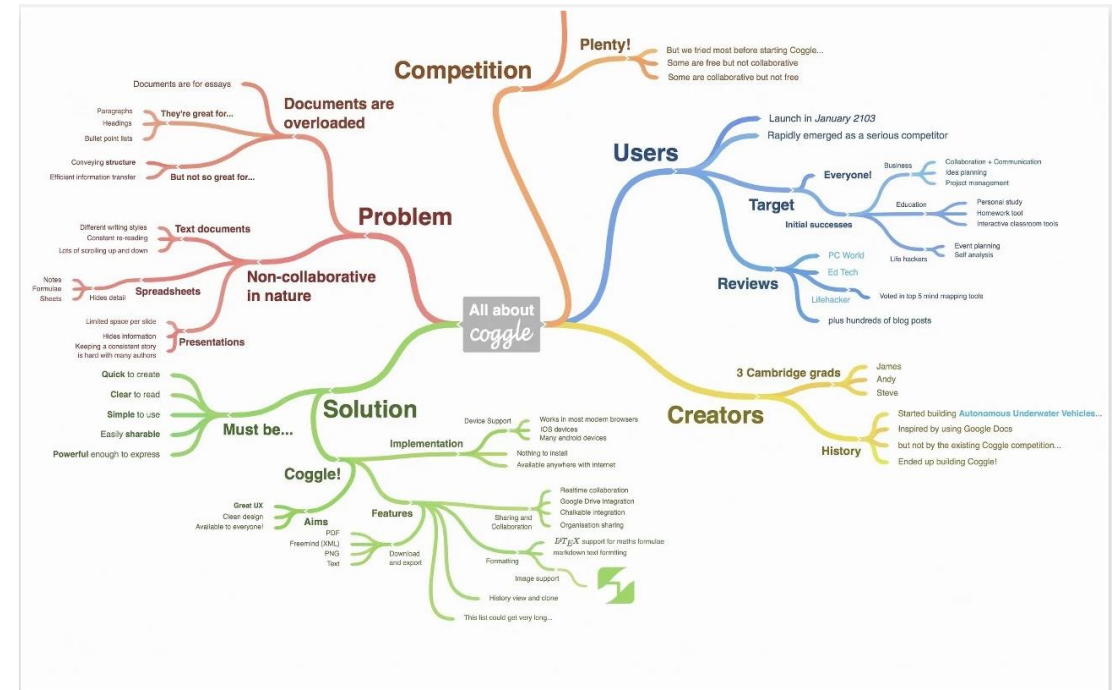 All about
coggle
Competition
Plenty!
But we tried most before starting Coggle...
Some are free but not collaborative
Some are collaborative but not free
Users
Launch in January 2103
Rapidly emerged as a serious competitor
Target
Everyone!
Initial successes
Business
Collaboration + Communication
Idea planning
Project management
Education
Personal study
Homework tool
Interactive classroom tools
Life hackers
Event planning
Self analysis
Reviews
PC World
Ed Tech
Lifehacker
Voted in top 5 mind mapping tools
plus hundreds of blog posts
Creators
3 Cambridge grads
James
Andy
Steve
History
Started building Autonomous Underwater Vehicles...
Inspired by using Google Docs
but not by the existing Coggle competition...
Ended up building Coggle!
Problem
Documents are
overloaded
Documents are for essays
They're great for...
Paragraphs
Headings
Bullet point lists
But not so great for...
Conveying structure
Efficient information transfer
Non-collaborative
in nature
Text documents
Different writing styles
Constant re-reading
Lots of scrolling up and down
Spreadsheets
Hides detail
Notes
Formulae
Sheets
Presentations
Limited space per slide
Hides information
Keeping a consistent story
is hard with many authors
Solution
Must be...
Quick to create
Clear to read
Simple to use
Easily sharable
Powerful enough to express
Coggle!
Implementation
Device Support
Works in most modern browsers
IOS devices
Many android devices
Nothing to install
Available anywhere with internet
Aims
Great UX
Clean design
Available to everyone!
Features
Sharing and
Collaboration
Realtime collaboration
Google Drive Integration
Chalkable integration
Organisation sharing
Formatting
LATEX support for maths formulae
markdown text formtting
Image support
Download
and export
PDF
Freemind (XML)
PNG
Text
History view and clone
This list could get very long...